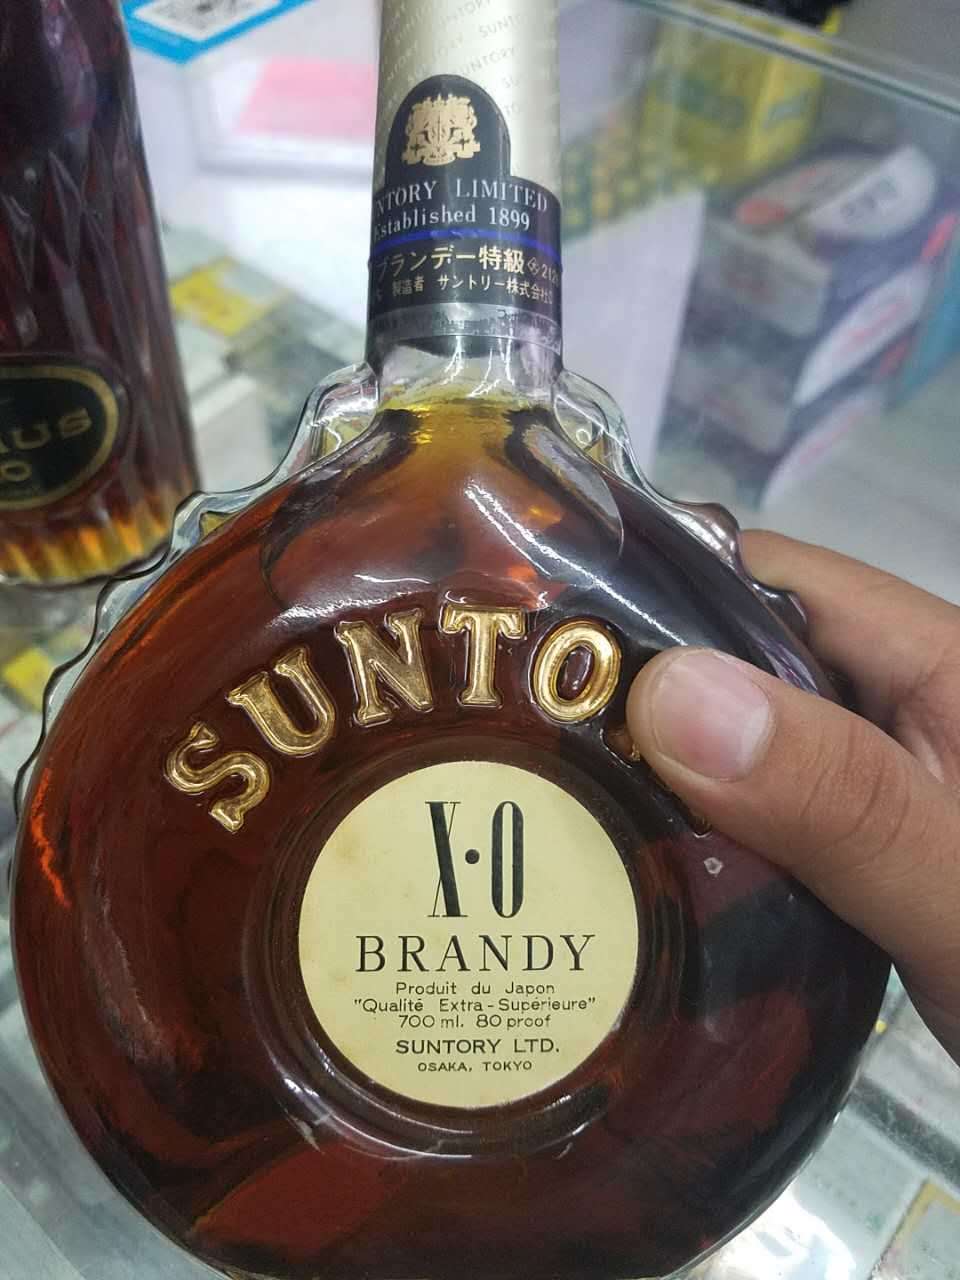 SUNTORY
LIMITED
Established 1899
ブランデー特級
製造者 サントリー株式会社
SUNTO
X·O
BRANDY
Produit du Japon
"Qualité Extra-Supérieure"
700 ml. 80 proof
SUNTORY LTD.
OSAKA, TOKYO